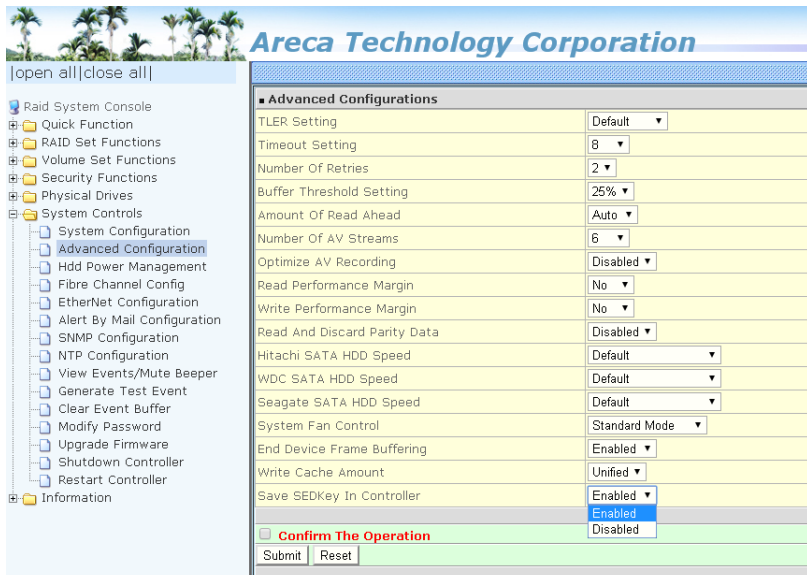 Areca Technology Corporation
|open all|close all|
Raid System Console
Quick Function
RAID Set Functions
Volume Set Functions
Security Functions
Physical Drives
System Controls
System Configuration
Advanced Configuration
Hdd Power Management
Fibre Channel Config
EtherNet Configuration
Alert By Mail Configuration
SNMP Configuration
NTP Configuration
View Events/Mute Beeper
Generate Test Event
Clear Event Buffer
Modify Password
Upgrade Firmware
Shutdown Controller
Restart Controller
Information
Advanced Configurations
TLER Setting Default
Timeout Setting 8
Number Of Retries 2
Buffer Threshold Setting 25%
Amount Of Read Ahead Auto
Number Of AV Streams 6
Optimize AV Recording Disabled
Read Performance Margin No
Write Performance Margin No
Read And Discard Parity Data Disabled
Hitachi SATA HDD Speed Default
WDC SATA HDD Speed Default
Seagate SATA HDD Speed Default
System Fan Control Standard Mode
End Device Frame Buffering Enabled
Write Cache Amount Unified
Save SEDKey In Controller Enabled
Enabled
Disabled
Confirm The Operation
Submit Reset